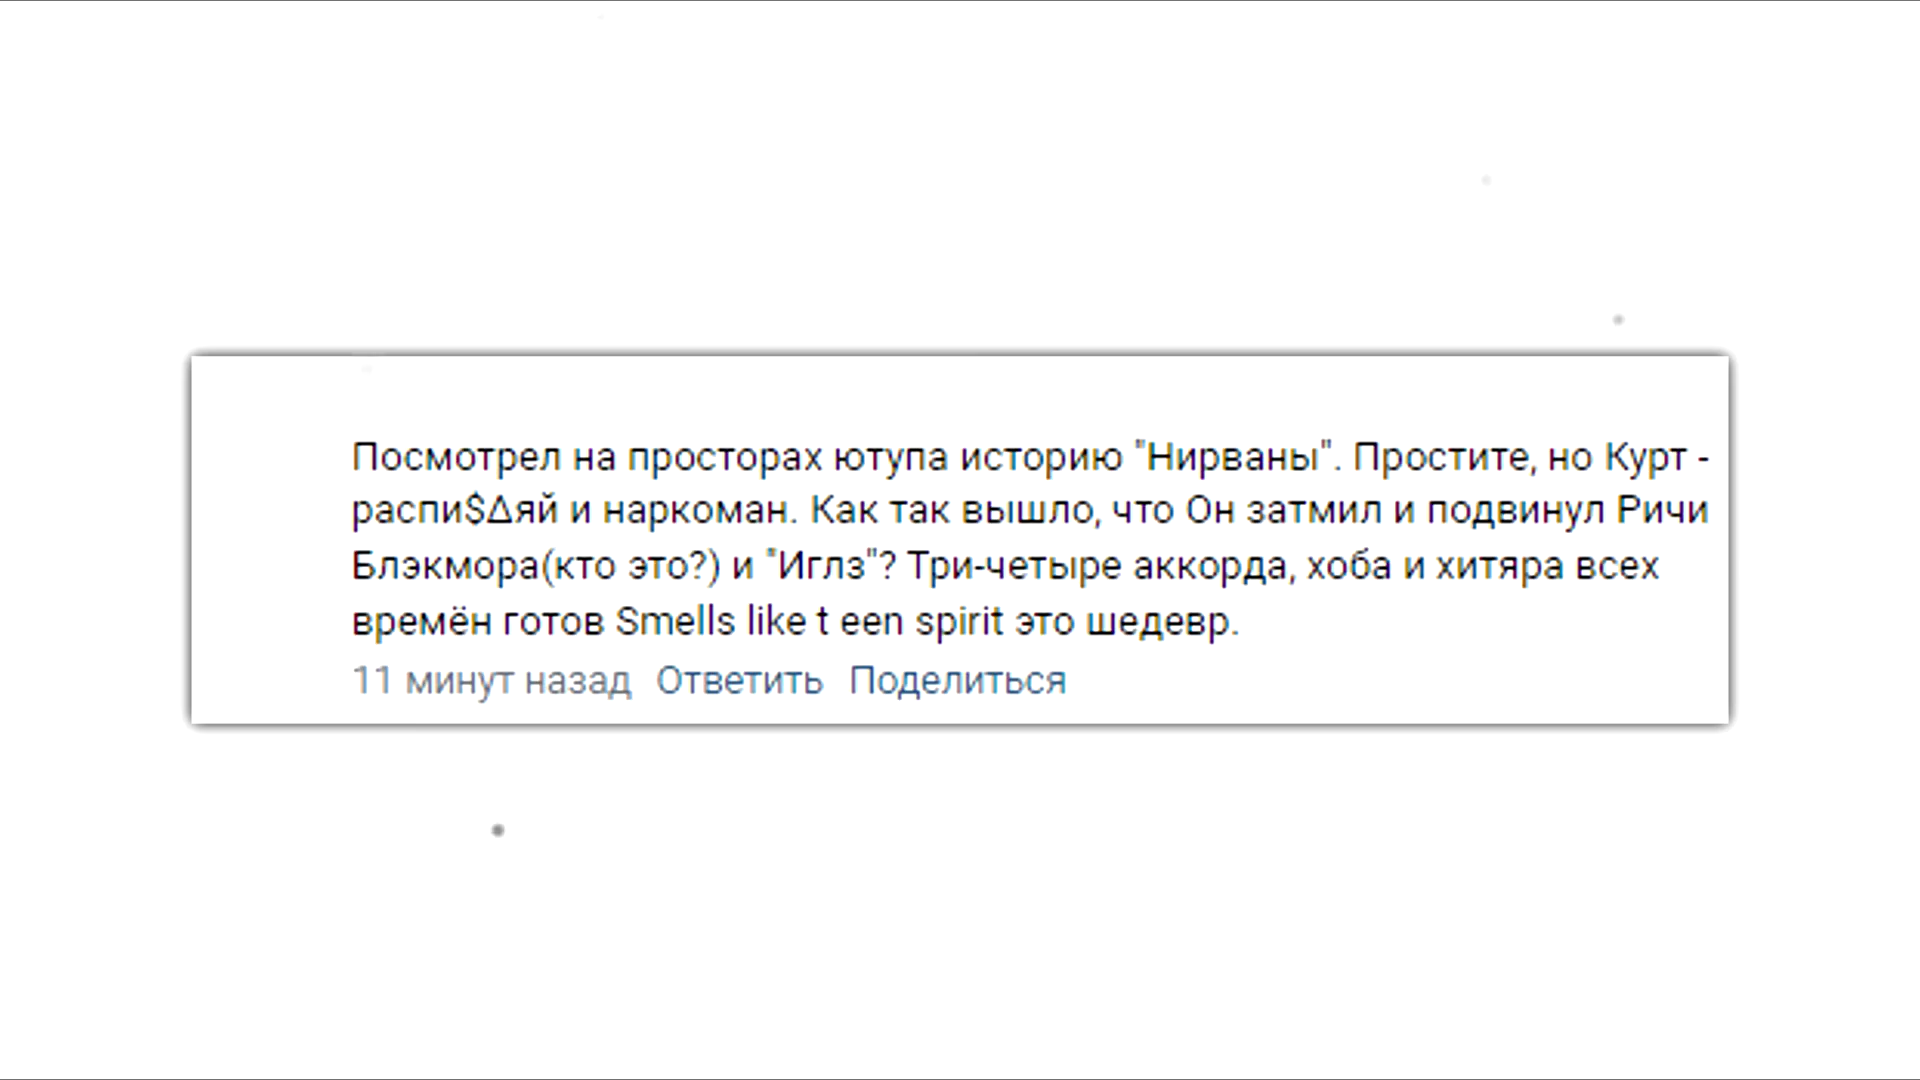 Посмотрел на просторах ютупа историю "Нирваны". Простите, но Курт -
распи$Δяй и наркоман. Как так вышло, что Он затмил и подвинул Ричи
Блэкмора(кто это?) и "Иглз"? Три-четыре аккорда, хоба и хитяра всех
времён готов Smells like t een spirit это шедевр.
11 минут назад Ответить Поделиться